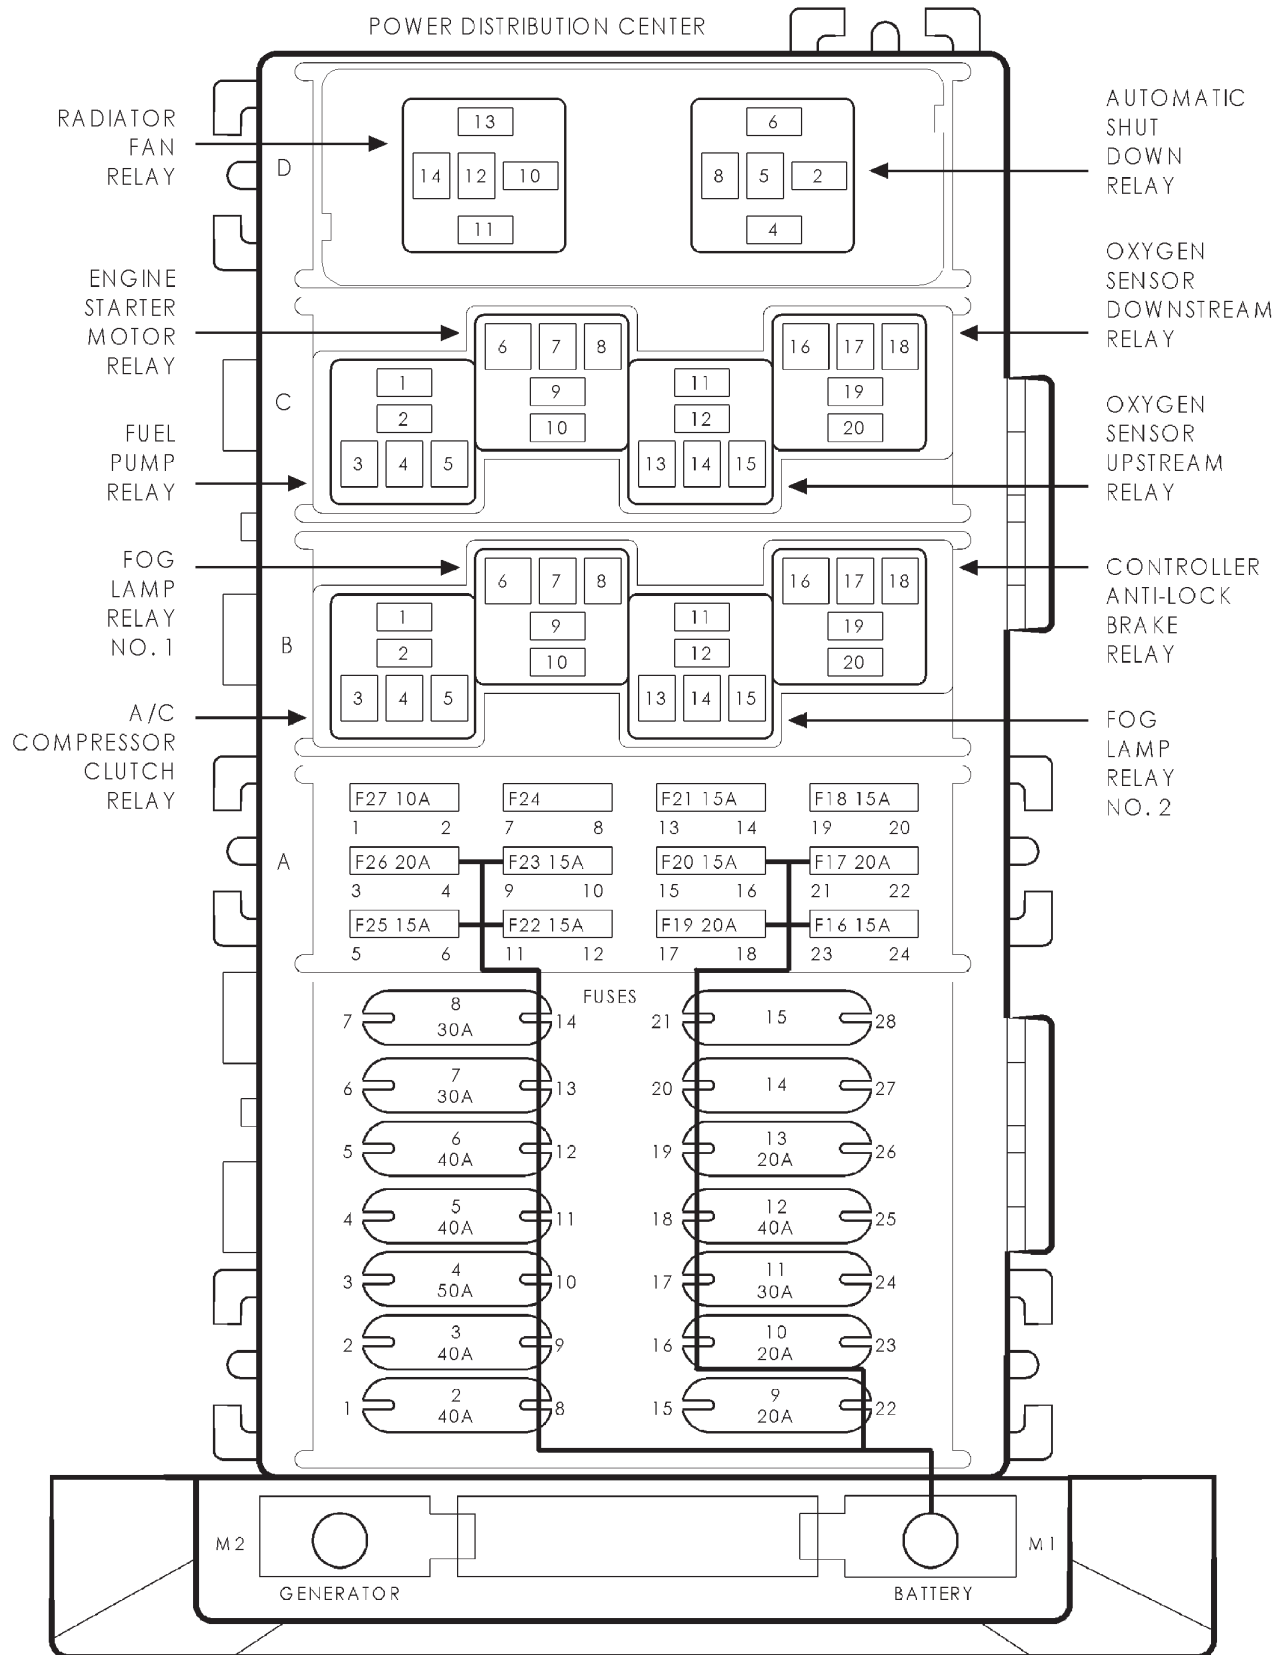 POWER DISTRIBUTION CENTER
RADIATOR
FAN
RELAY
AUTOMATIC
SHUT
DOWN
RELAY
D
13
14 12 10
11
6
8 5 2
4
ENGINE
STARTER
MOTOR
RELAY
OXYGEN
SENSOR
DOWNSTREAM
RELAY
FUEL
PUMP
RELAY
OXYGEN
SENSOR
UPSTREAM
RELAY
C
1
2
3 4 5
6 7 8
9
10
11
12
13 14 15
16 17 18
19
20
FOG
LAMP
RELAY
NO. 1
CONTROLLER
ANTI-LOCK
BRAKE
RELAY
A/C
COMPRESSOR
CLUTCH
RELAY
FOG
LAMP
RELAY
NO. 2
B
1
2
3 4 5
6 7 8
9
10
11
12
13 14 15
16 17 18
19
20
A
F27 10A F24 F21 15A F18 15A
1 2 7 8 13 14 19 20
F26 20A F23 15A F20 15A F17 20A
3 4 9 10 15 16 21 22
F25 15A F22 15A F19 20A F16 15A
5 6 11 12 17 18 23 24
FUSES
7 8 14 21 15 28
30A
6 7 13 20 14 27
30A
5 6 12 19 13 26
40A 20A
4 5 11 18 12 25
40A 40A
3 4 10 17 11 24
50A 30A
2 3 9 16 10 23
40A 20A
1 2 8 15 9 22
40A 20A
M2 M1
GENERATOR BATTERY